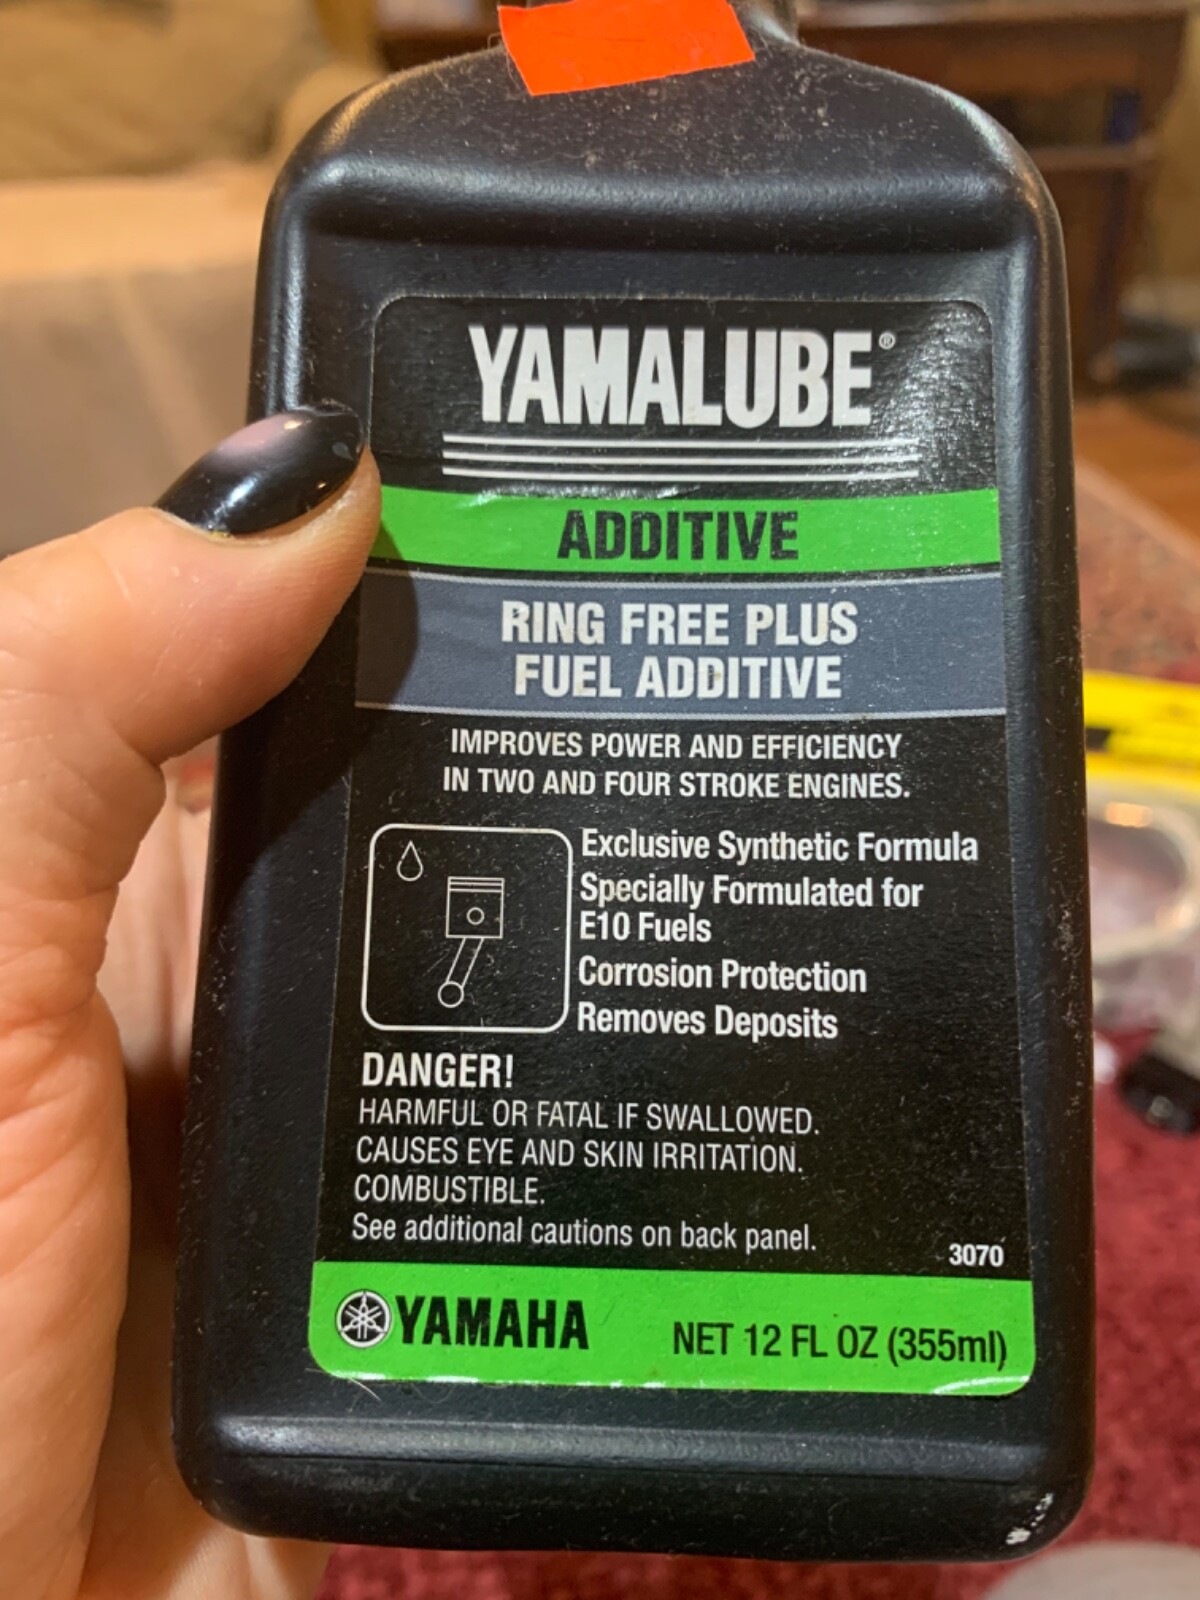 YAMALUBE®
ADDITIVE
RING FREE PLUS
FUEL ADDITIVE
IMPROVES POWER AND EFFICIENCY
IN TWO AND FOUR STROKE ENGINES.
Exclusive Synthetic Formula
Specially Formulated for
E10 Fuels
Corrosion Protection
Removes Deposits
DANGER!
HARMFUL OR FATAL IF SWALLOWED.
CAUSES EYE AND SKIN IRRITATION.
COMBUSTIBLE.
See additional cautions on back panel.
3070
YAMAHA
NET 12 FL OZ (355ml)